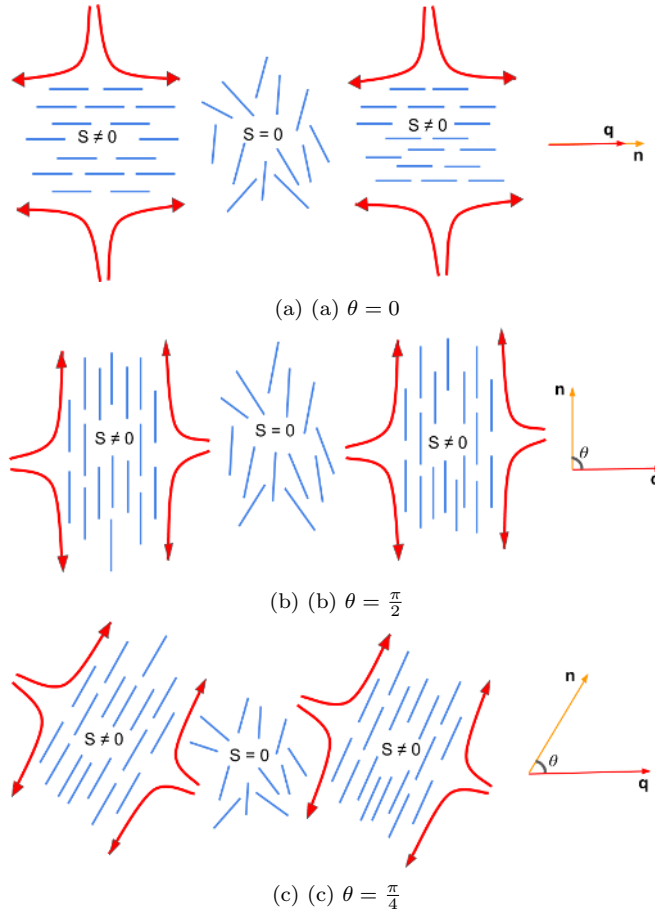 S ≠ 0 S = 0 S ≠ 0 q
n
(a) (a) θ = 0
n
S ≠ 0 S = 0 S ≠ 0 θ
(b) (b) θ = π/2
n
S ≠ 0 S = 0 S ≠ 0 θ
q
(c) (c) θ = π/4